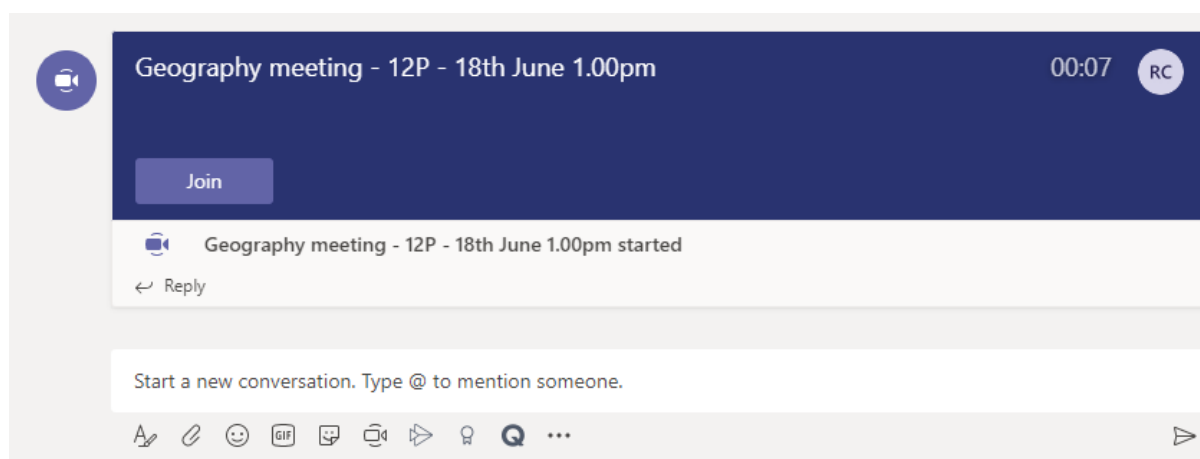 Geography meeting - 12P - 18th June 1.00pm 00:07 RC
Join
Geography meeting - 12P - 18th June 1.00pm started
Reply
Start a new conversation. Type @ to mention someone.
GIF Q